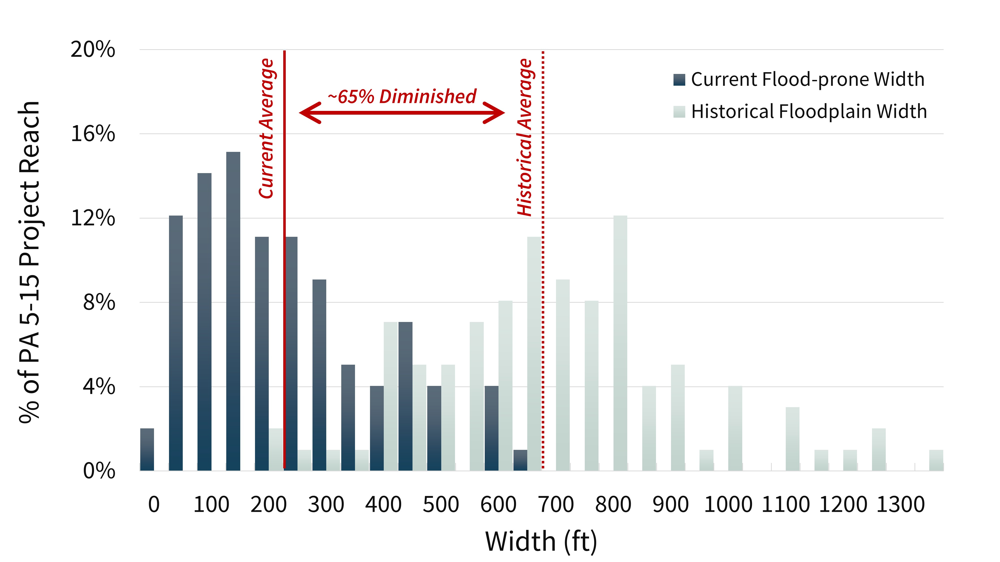 20%
16%
12%
8%
4%
0%
% of PA 5-15 Project Reach
Current Average
~65% Diminished
Historical Average
Current Flood-prone Width
Historical Floodplain Width
0 100 200 300 400 500 600 700 800 900 1000 1100 1200 1300
Width (ft)